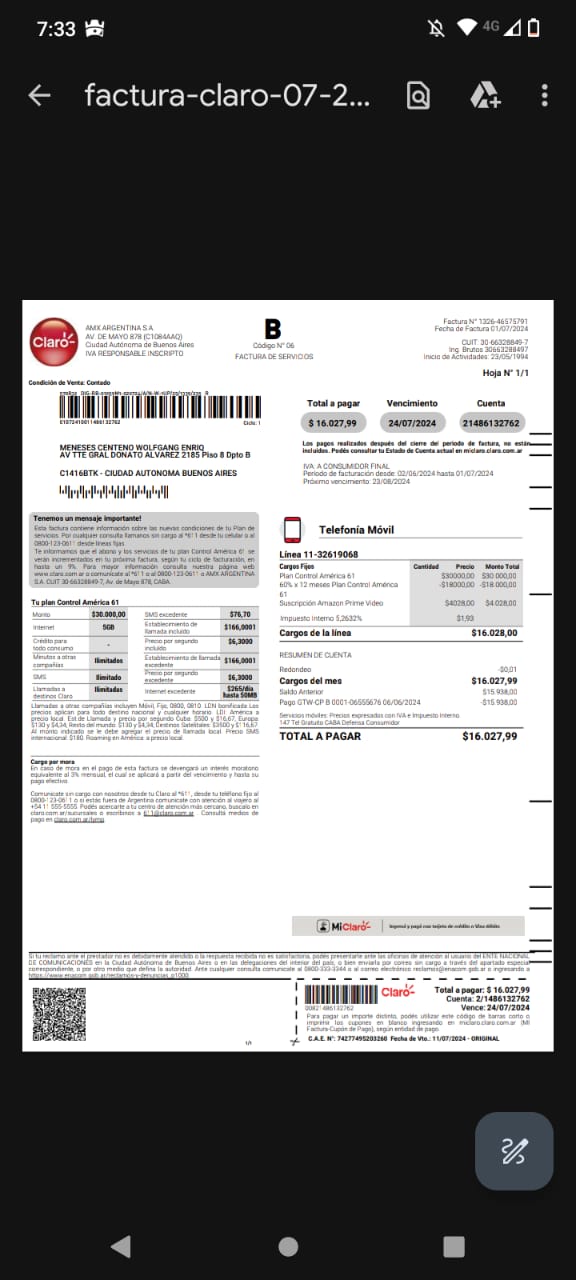 7:33
4G
factura-claro-07-2...
Claro
AMX ARGENTINA S.A.
AV. DE MAYO 878 (C1084AAQ)
Ciudad Autónoma de Buenos Aires
IVA RESPONSABLE INSCRIPTO
B
Código N° 06
FACTURA DE SERVICIOS
Factura N° 1326-46575791
Fecha de Factura 01/07/2024
CUIT: 30-66328849-7
Ing. Brutos: 30663288497
Inicio de Actividades: 23/05/1994
Hoja N° 1/1
Condición de Venta: Contado
Ciclo: 1
Total a pagar
Vencimiento
Cuenta
$ 16.027,99
24/07/2024
21486132762
Los pagos realizados después del cierre del periodo de factura, no están
incluidos. Podés consultar tu Estado de Cuenta actual en miclaro.claro.com.ar
MENESES CENTENO WOLFGANG ENRIQ
AV TTE GRAL DONATO ALVAREZ 2185 Piso 8 Dpto B
C1416BTK - CIUDAD AUTONOMA BUENOS AIRES
IVA: A CONSUMIDOR FINAL
Período de facturación desde: 02/06/2024 hasta 01/07/2024
Próximo vencimiento: 23/08/2024
Tenemos un mensaje importante!
Esta factura contiene información sobre las nuevas condiciones de tu Plan de
servicios. Por cualquier consulta llamanos sin cargo al *611 desde tu celular o al
0800-123-0611 desde líneas fijas
Te informamos que el abono y los servicios de tu plan Control América 61 se
verán incrementados en tu próxima factura, según tu ciclo de facturación, en
hasta un 9%. Para mayor información consulta nuestra página web
www.claro.com.ar o comunicate al *611 o al 0800-123-0611 o AMX ARGENTINA
S.A. CUIT 30-66328849-7, Av. de Mayo 878, CABA.
Telefonía Móvil
Línea 11-32619068
Cargos Fijos Cantidad Precio Monto Total
Plan Control América 61 $30000,00 $30.000,00
60% x 12 meses Plan Control América -$18000,00 -$18.000,00
61
Suscripción Amazon Prime Video $4028,00 $4.028,00
Impuesto Interno 5,2632% $1,93
Cargos de la línea $16.028,00
RESUMEN DE CUENTA
Redondeo -$0,01
Cargos del mes $16.027,99
Saldo Anterior $15.938,00
Pago GTW-CP B 0001-06555676 06/06/2024 -$15.938,00
Servicios móviles: Precios expresados con IVA e Impuesto Interno.
147 Tel Gratuito CABA Defensa Consumidor
TOTAL A PAGAR $16.027,99
Tu plan Control América 61
Monto $30.000,00 SMS excedente $76,70
Internet 5GB Establecimiento de llamada incluido $166,0001
Crédito para todo consumo - Precio por segundo incluido $6,3000
Minutos a otras compañías Ilimitados Establecimiento de llamada excedente $166,0001
SMS Ilimitado Precio por segundo excedente $6,3000
Llamadas a destinos Claro Ilimitadas Internet excedente $265/día hasta 50MB
Llamadas a otras compañías incluyen Móvil, Fijo, 0800, 0810. LDN bonificada. Los
precios aplican para todo destino nacional y cualquier horario. LDI: América a
precio local. Est.de Llamada y precio por segundo Cuba: $500 y $16,67, Europa
$130 y $4,34, Resto del mundo: $130 y $4,34, Destinos Satelitales: $3500 y $116,67.
Al monto indicado se le debe agregar el precio de llamada local. Precio SMS
internacional: $180. Roaming en América: a precio local.
Cargo por mora
En caso de mora en el pago de esta factura se devengará un interés moratorio
equivalente al 3% mensual, el cual se aplicará a partir del vencimiento y hasta su
pago efectivo.
Comunicate sin cargo con nosotros desde tu Claro al *611, desde tu teléfono fijo al
0800-123-0611 o si estás fuera de Argentina comunicate con atención al viajero al
+54 11 555-5555. Podés acercarte a tu centro de atención más cercano, buscalo en
claro.com.ar/sucursales o escribinos a 611@claro.com.ar . Consultá medios de
pago en claro.com.ar/bmp
MiClaro
Ingresá y pagá con tarjeta de crédito o Visa débito.
Si tu reclamo ante el prestador no es debidamente atendido o la respuesta recibida no es satisfactoria, podés presentarte ante las oficinas de atención al usuario del ENTE NACIONAL
DE COMUNICACIONES en la Ciudad Autónoma de Buenos Aires o en las delegaciones del interior del país, o bien enviarla por correo sin cargo a través del apartado especial
correspondiente, o por otro medio que defina la autoridad. Ante cualquier consulta comunicate al 0800-333-3344 o al correo electrónico reclamos@enacom.gob.ar o ingresando a
Claro
Total a pagar: $ 16.027,99
Cuenta: 2/1486132762
Vence: 24/07/2024
Para pagar un importe distinto, podés utilizar este código de barras corto o
imprimir los cupones en blanco ingresando en miclaro.claro.com.ar (Mi
Factura-Cupón de Pago), según entidad de pago.
1/1
C.A.E. N°: 74277495203260 Fecha de Vto.: 11/07/2024 - ORIGINAL